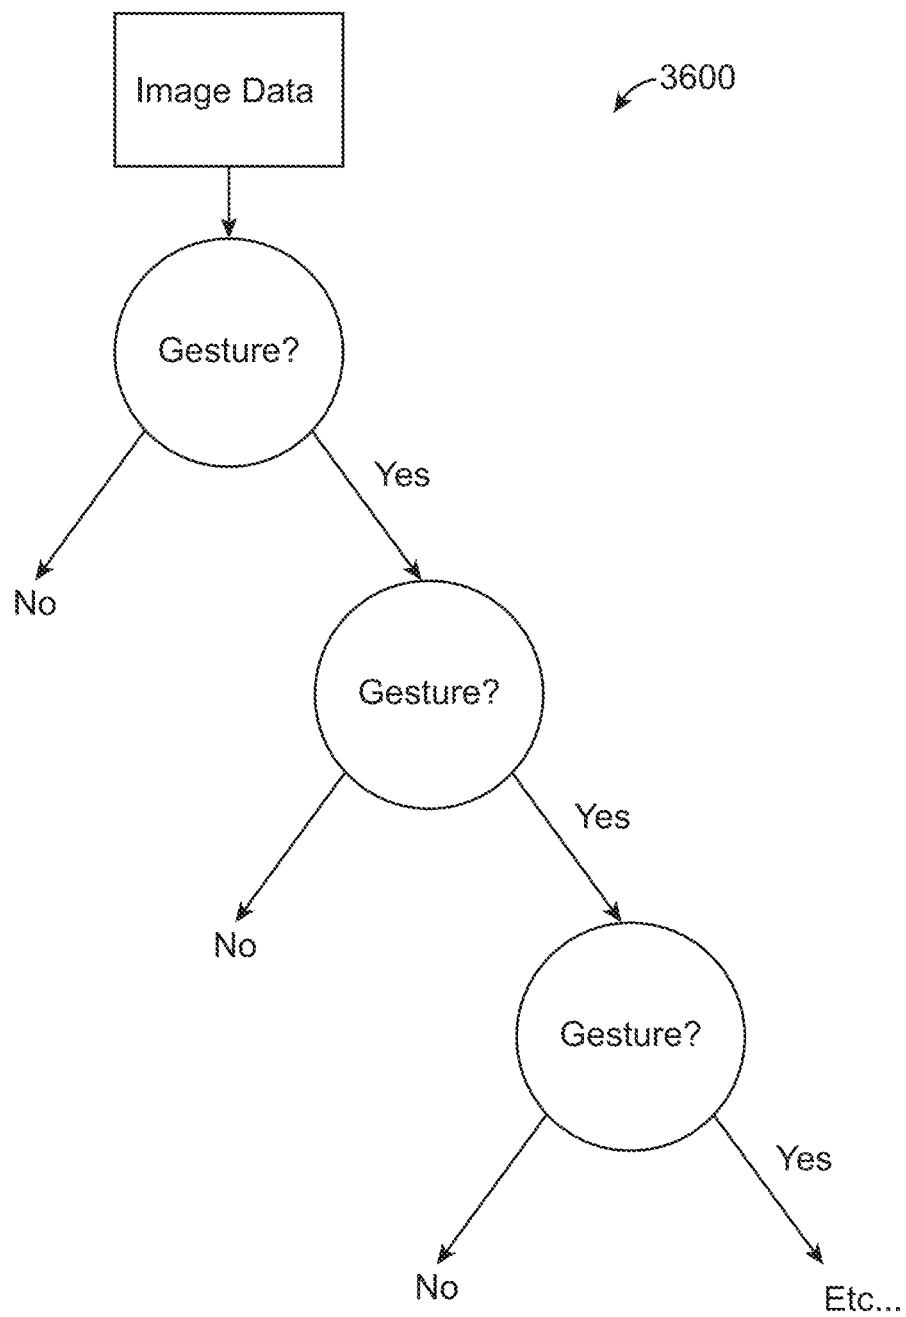 Image Data
3600
Gesture?
Yes
No
Gesture?
Yes
No
Gesture?
Yes
No
Etc...